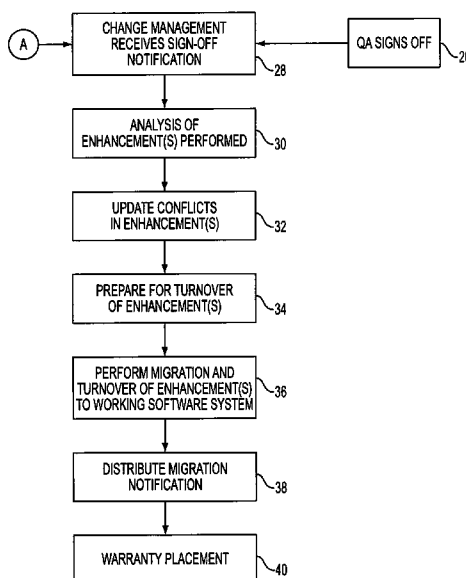 A
CHANGE MANAGEMENT
RECEIVES SIGN-OFF
NOTIFICATION
28
QA SIGNS OFF
ANALYSIS OF
ENHANCEMENT(S) PERFORMED
30
UPDATE CONFLICTS
IN ENHANCEMENT(S)
32
PREPARE FOR TURNOVER
OF ENHANCEMENT(S)
34
PERFORM MIGRATION AND
TURNOVER OF ENHANCEMENT(S)
TO WORKING SOFTWARE SYSTEM
36
DISTRIBUTE MIGRATION
NOTIFICATION
38
WARRANTY PLACEMENT
40